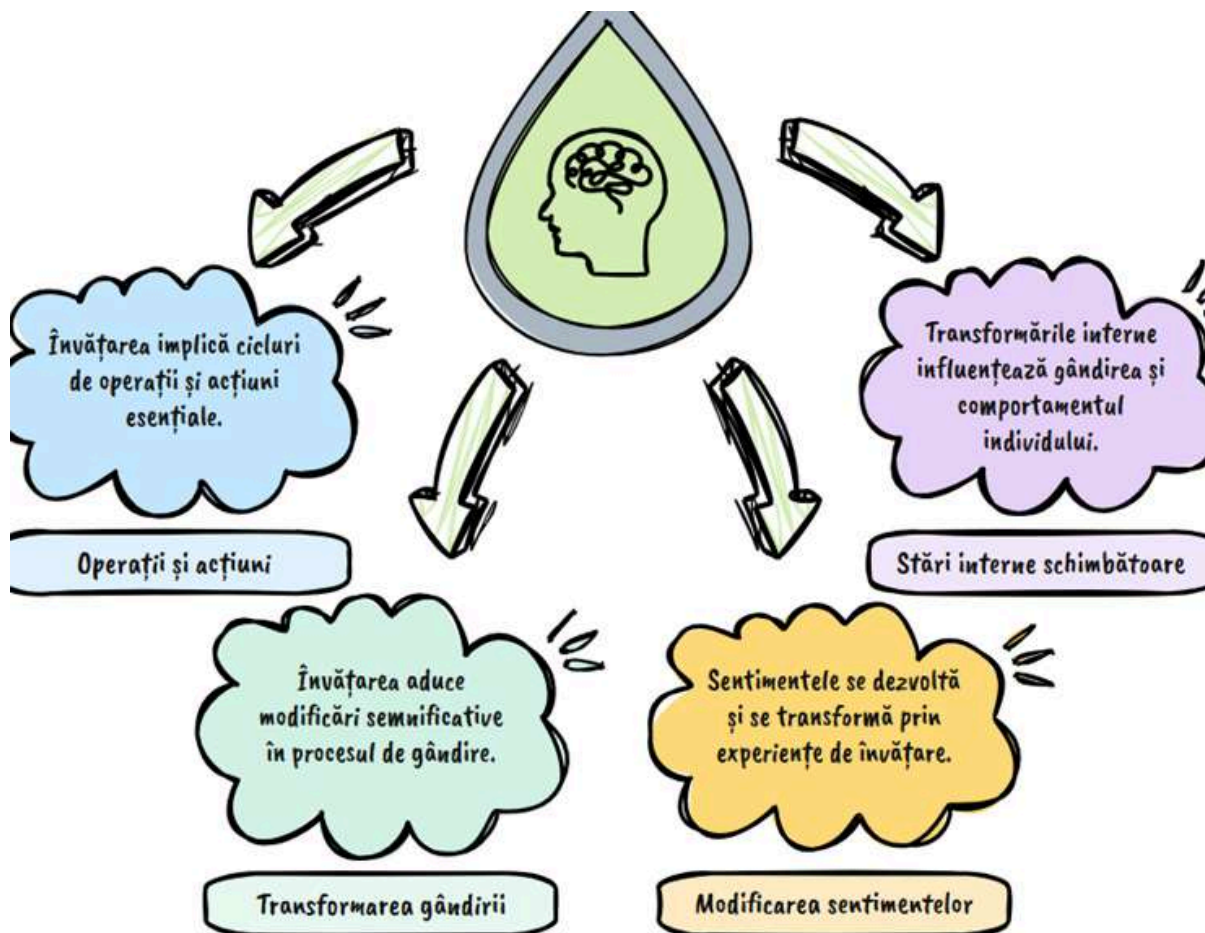 Învățarea implică cicluri
de operații și acțiuni
esențiale.
Operații și acțiuni
Învățarea aduce
modificări semnificative
în procesul de gândire.
Transformarea gândirii
Sentimentele se dezvoltă
și se transformă prin
experiențe de învățare.
Modificarea sentimentelor
Transformările interne
influențează gândirea și
comportamentul
individului.
Stări interne schimbătoare